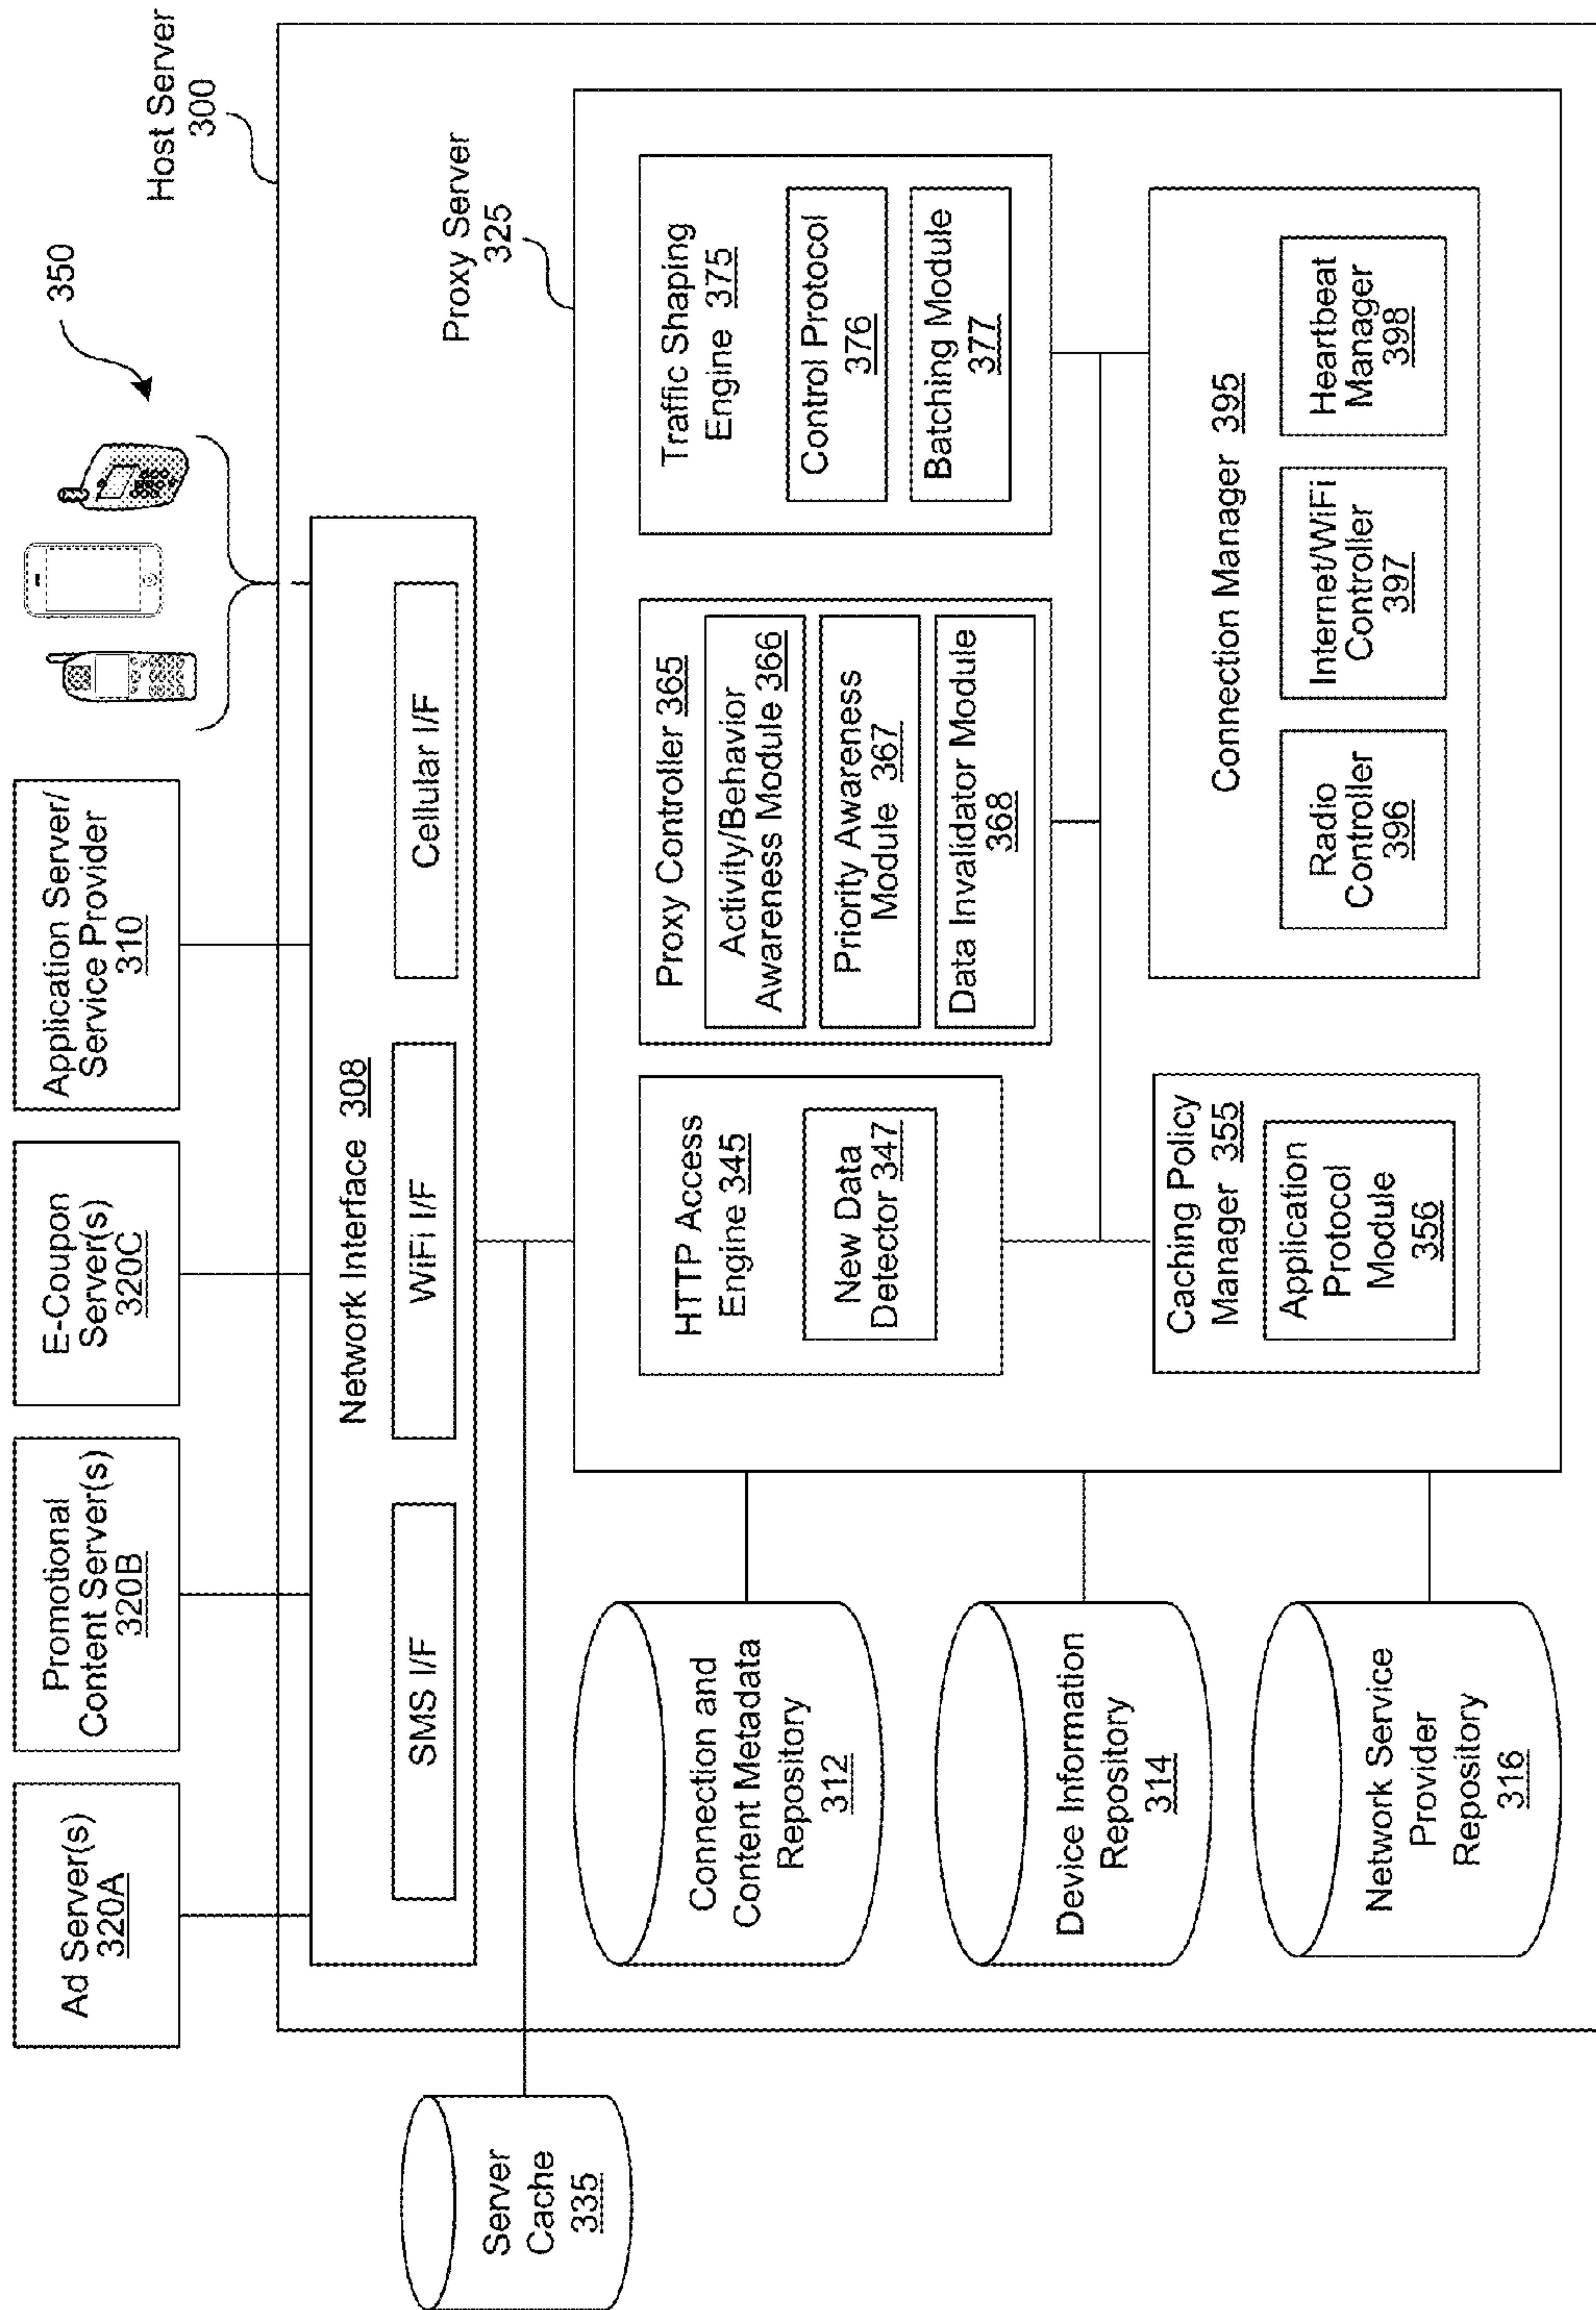 Ad Server(s)
320A
Promotional
Content Server(s)
320B
E-Coupon
Server(s)
320C
Application Server/
Service Provider
310
350
Host Server
300
Network Interface 308
SMS I/F
WiFi I/F
Cellular I/F
Server
Cache
335
Proxy Server
325
Connection and
Content Metadata
Repository
312
Device Information
Repository
314
Network Service
Provider
Repository
316
HTTP Access
Engine 345
New Data
Detector 347
Proxy Controller 365
Activity/Behavior
Awareness Module 366
Priority Awareness
Module 367
Data Invalidator Module
368
Traffic Shaping
Engine 375
Control Protocol
376
Batching Module
377
Caching Policy
Manager 355
Application
Protocol
Module
356
Connection Manager 395
Radio
Controller
396
Internet/WiFi
Controller
397
Heartbeat
Manager
398